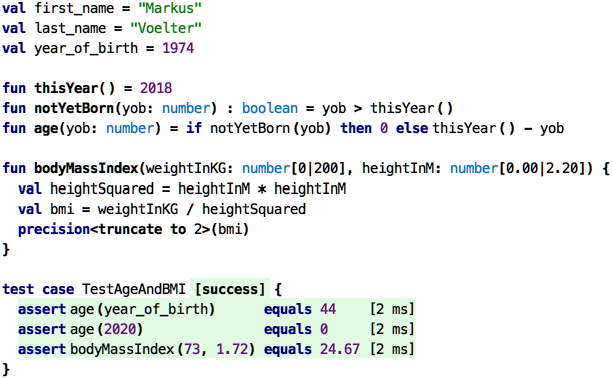 val first_name = "Markus"
val last_name = "Voelter"
val year_of_birth = 1974
fun thisYear() = 2018
fun notYetBorn(yob: number) : boolean = yob > thisYear()
fun age(yob: number) = if notYetBorn(yob) then 0 else thisYear() - yob
fun bodyMassIndex(weightInKG: number[0|200], heightInM: number[0.00|2.20]) {
val heightSquared = heightInM * heightInM
val bmi = weightInKG / heightSquared
precision<truncate to 2>(bmi)
}
test case TestAgeAndBMI [success] {
assert age(year_of_birth) equals 44 [2 ms]
assert age(2020) equals 0 [2 ms]
assert bodyMassIndex(73, 1.72) equals 24.67 [2 ms]
}